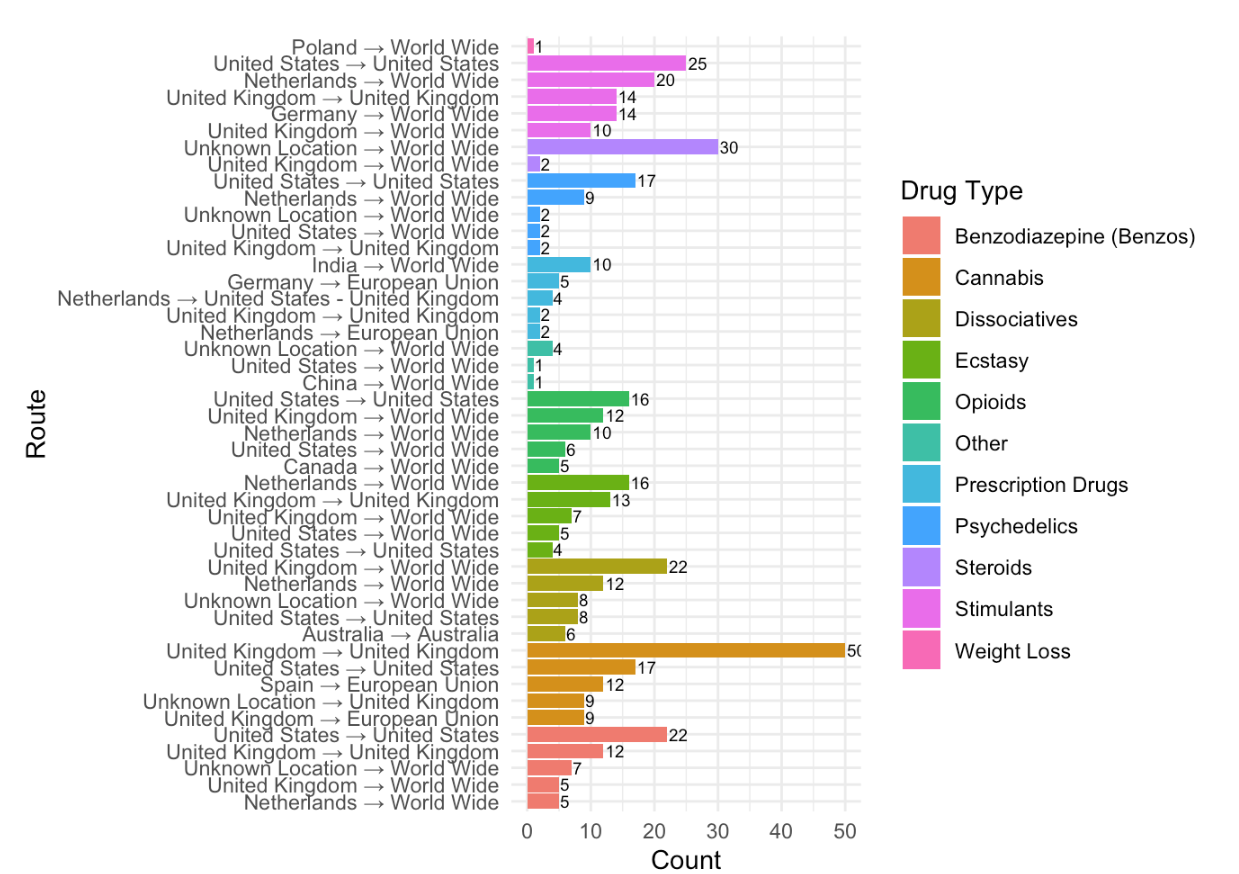 Poland → World Wide 1
United States → United States 25
Netherlands → World Wide 20
United Kingdom → United Kingdom 14
Germany → World Wide 14
United Kingdom → World Wide 10
Unknown Location → World Wide 30
United Kingdom → World Wide 2
United States → United States 17
Netherlands → World Wide 9
Unknown Location → World Wide 2
United States → World Wide 2
United Kingdom → United Kingdom 2
India → World Wide 10
Germany → European Union 5
Netherlands → United States - United Kingdom 4
United Kingdom → United Kingdom 2
Netherlands → European Union 2
Unknown Location → World Wide 4
United States → World Wide 1
China → World Wide 1
United States → United States 16
United Kingdom → World Wide 12
Netherlands → World Wide 10
United States → World Wide 6
Canada → World Wide 5
Netherlands → World Wide 16
United Kingdom → United Kingdom 13
United Kingdom → World Wide 7
United States → World Wide 5
United States → United States 4
United Kingdom → World Wide 22
Netherlands → World Wide 12
Unknown Location → World Wide 8
United States → United States 8
Australia → Australia 6
United Kingdom → United Kingdom 50
United States → United States 17
Spain → European Union 12
Unknown Location → United Kingdom 9
United Kingdom → European Union 9
United States → United States 22
United Kingdom → United Kingdom 12
Unknown Location → World Wide 7
United Kingdom → World Wide 5
Netherlands → World Wide 5
0 10 20 30 40 50
Count
Route
Drug Type
Benzodiazepine (Benzos)
Cannabis
Dissociatives
Ecstasy
Opioids
Other
Prescription Drugs
Psychedelics
Steroids
Stimulants
Weight Loss